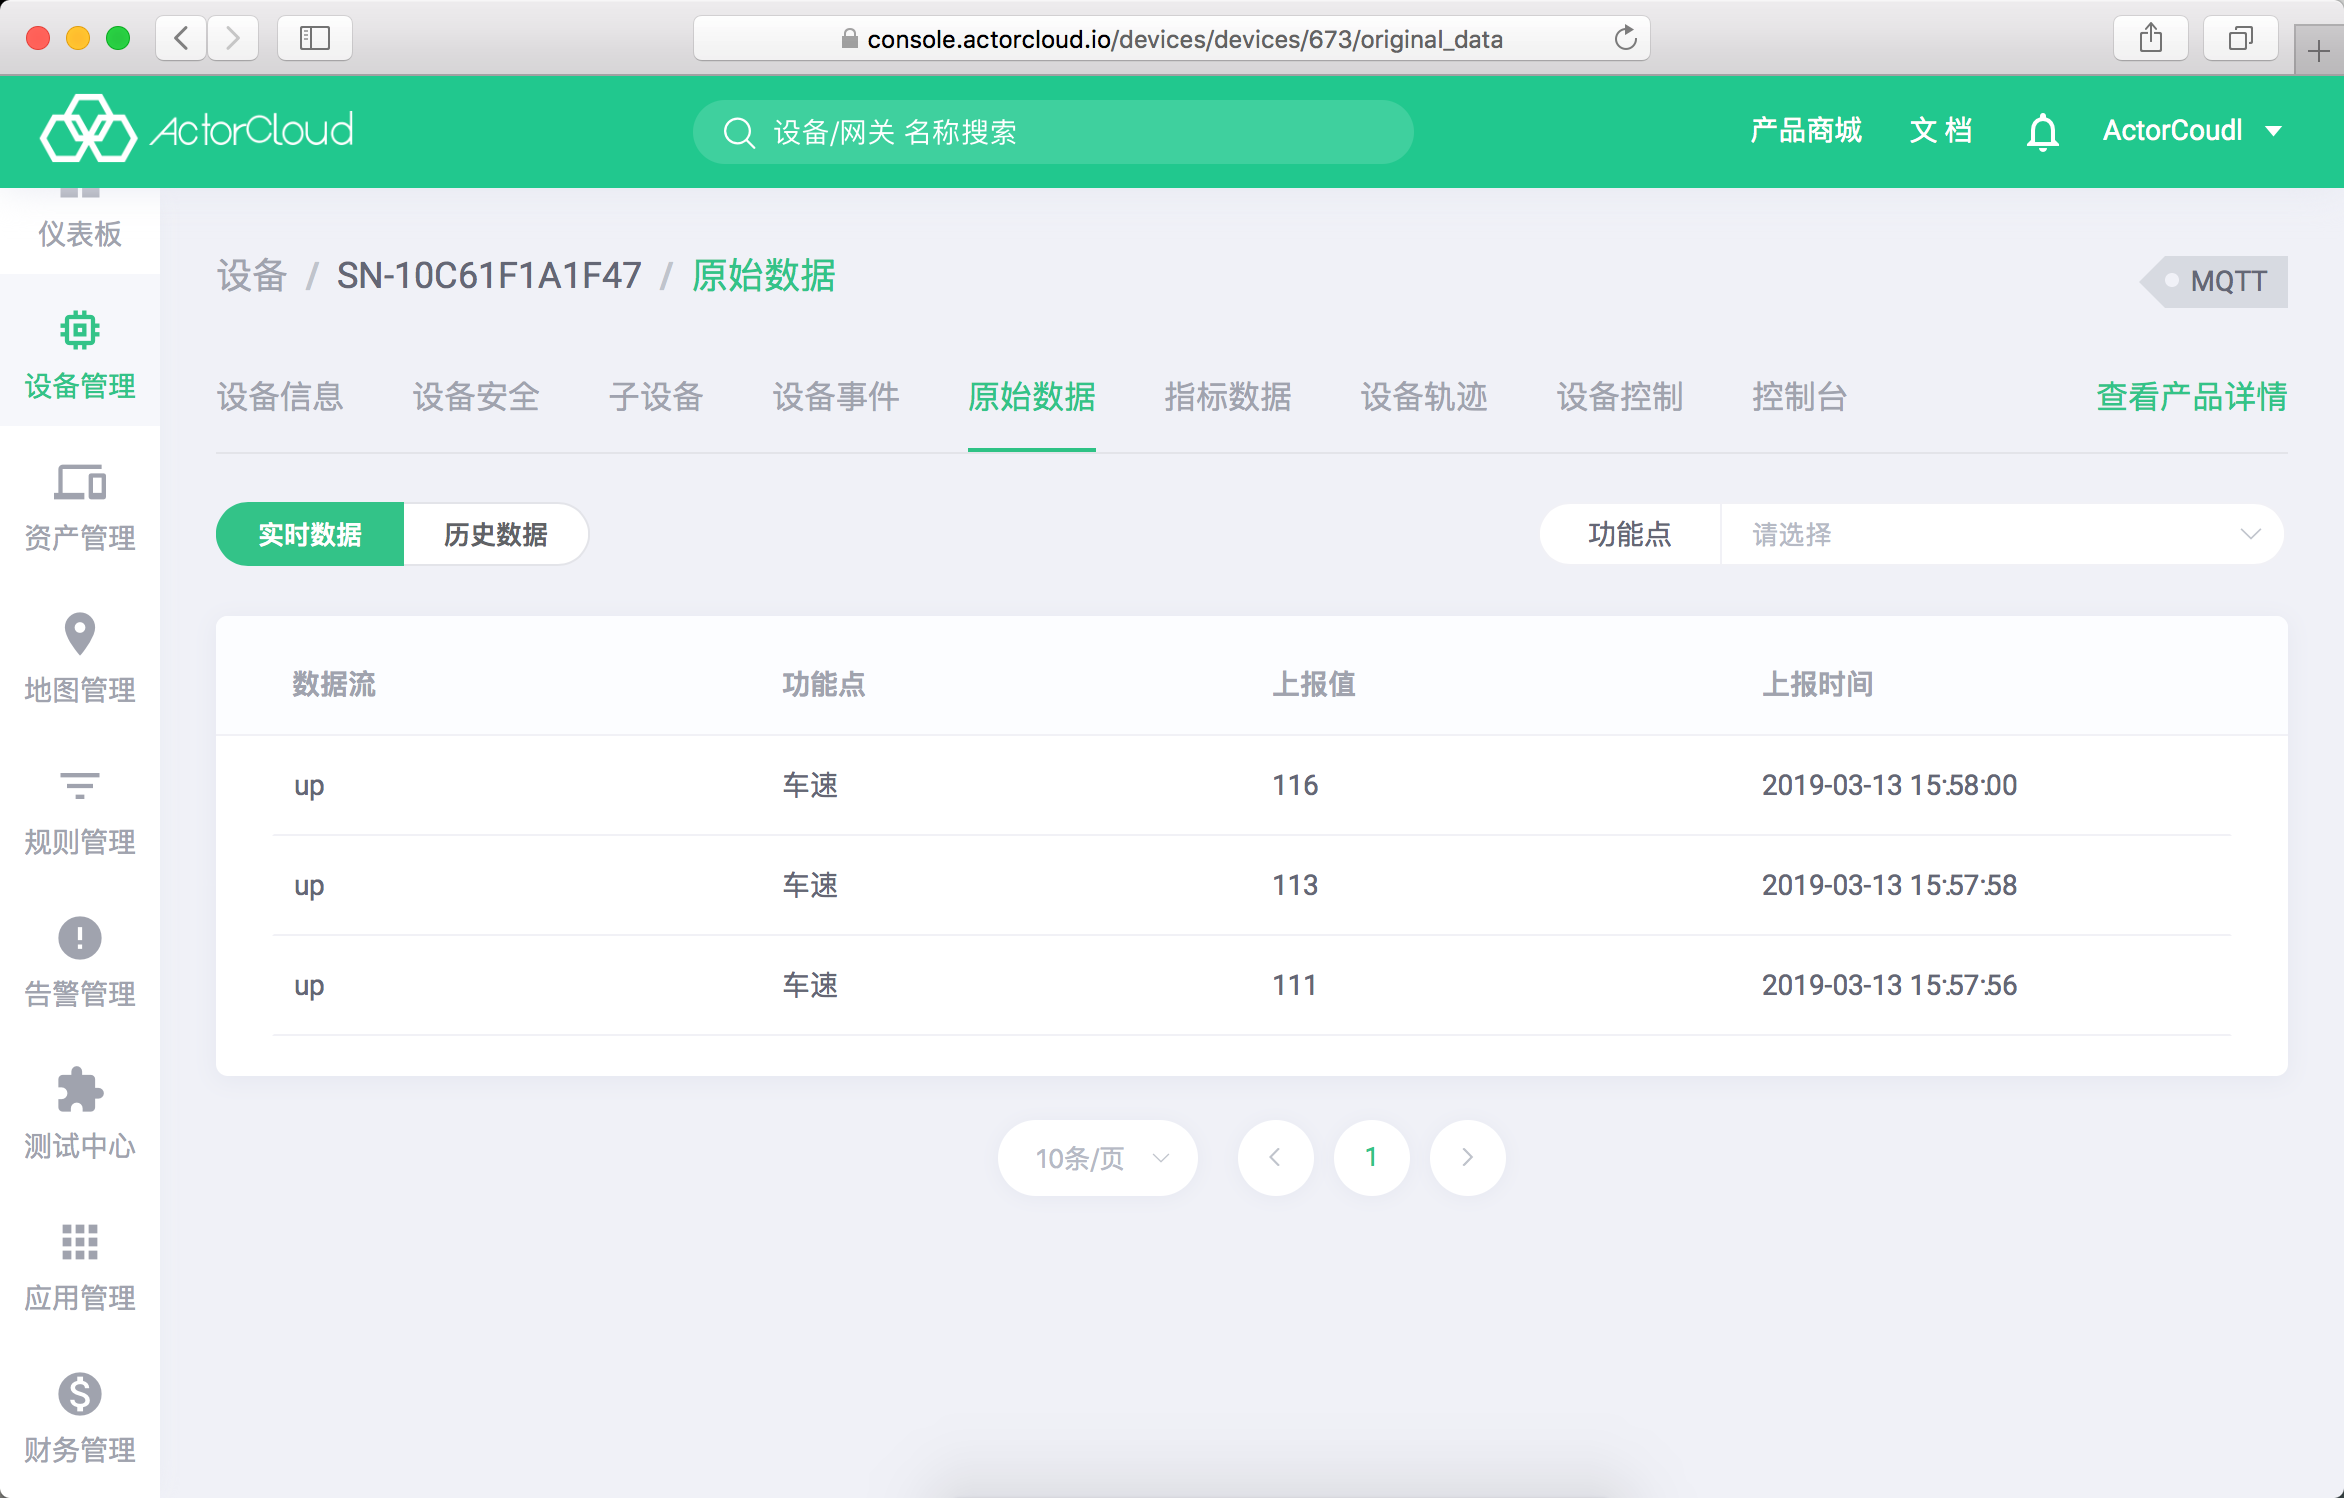 console.actorcloud.io/devices/devices/673/original_data
ActorCloud
设备/网关 名称搜索
产品商城
文 档
ActorCoudl
仪表板
设备管理
资产管理
地图管理
规则管理
告警管理
测试中心
应用管理
财务管理
设备 / SN-10C61F1A1F47 / 原始数据
MQTT
设备信息 设备安全 子设备 设备事件 原始数据 指标数据 设备轨迹 设备控制 控制台 查看产品详情
实时数据 历史数据 功能点 请选择
数据流 功能点 上报值 上报时间
up 车速 116 2019-03-13 15:58:00
up 车速 113 2019-03-13 15:57:58
up 车速 111 2019-03-13 15:57:56
10条/页 1